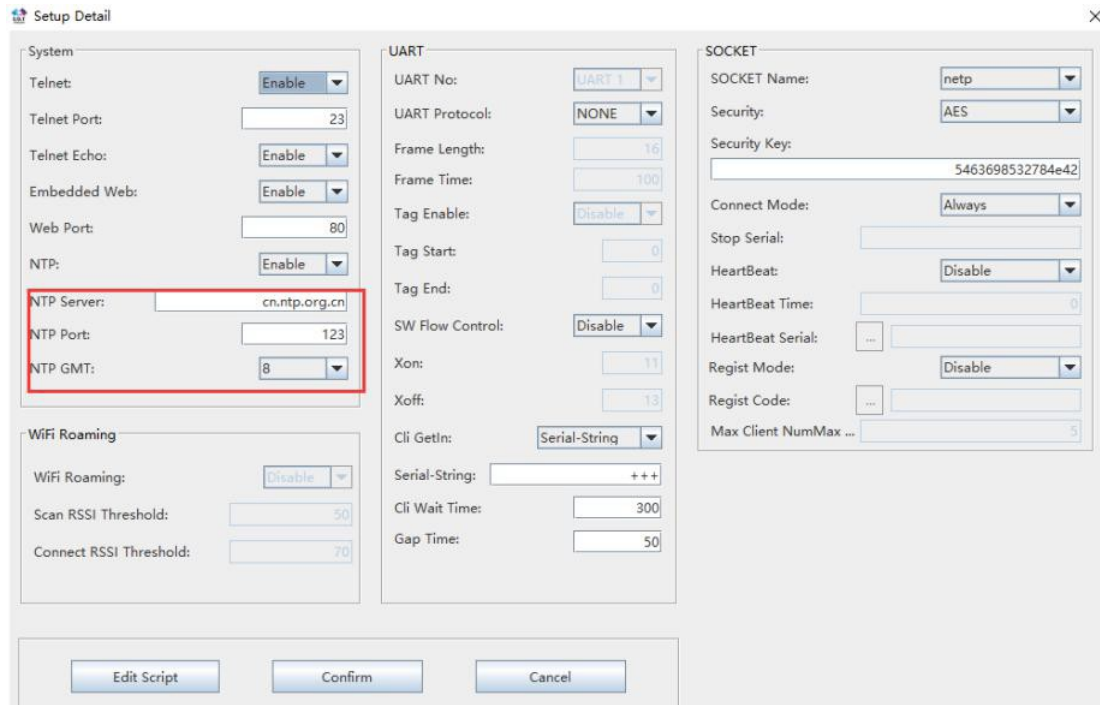 Setup Detail
System
Telnet: Enable
Telnet Port: 23
Telnet Echo: Enable
Embedded Web: Enable
Web Port: 80
NTP: Enable
NTP Server: cn.ntp.org.cn
NTP Port: 123
NTP GMT: 8
WiFi Roaming
WiFi Roaming: Disable
Scan RSSI Threshold: 50
Connect RSSI Threshold: 70
UART
UART No: UART 1
UART Protocol: NONE
Frame Length: 16
Frame Time: 100
Tag Enable: Disable
Tag Start: 0
Tag End: 0
SW Flow Control: Disable
Xon: 11
Xoff: 13
Cli GetIn: Serial-String
Serial-String: +++
Cli Wait Time: 300
Gap Time: 50
SOCKET
SOCKET Name: netp
Security: AES
Security Key:
5463698532784e42
Connect Mode: Always
Stop Serial:
HeartBeat: Disable
HeartBeat Time: 0
HeartBeat Serial: ...
Regist Mode: Disable
Regist Code: ...
Max Client NumMax ... 5
Edit Script Confirm Cancel